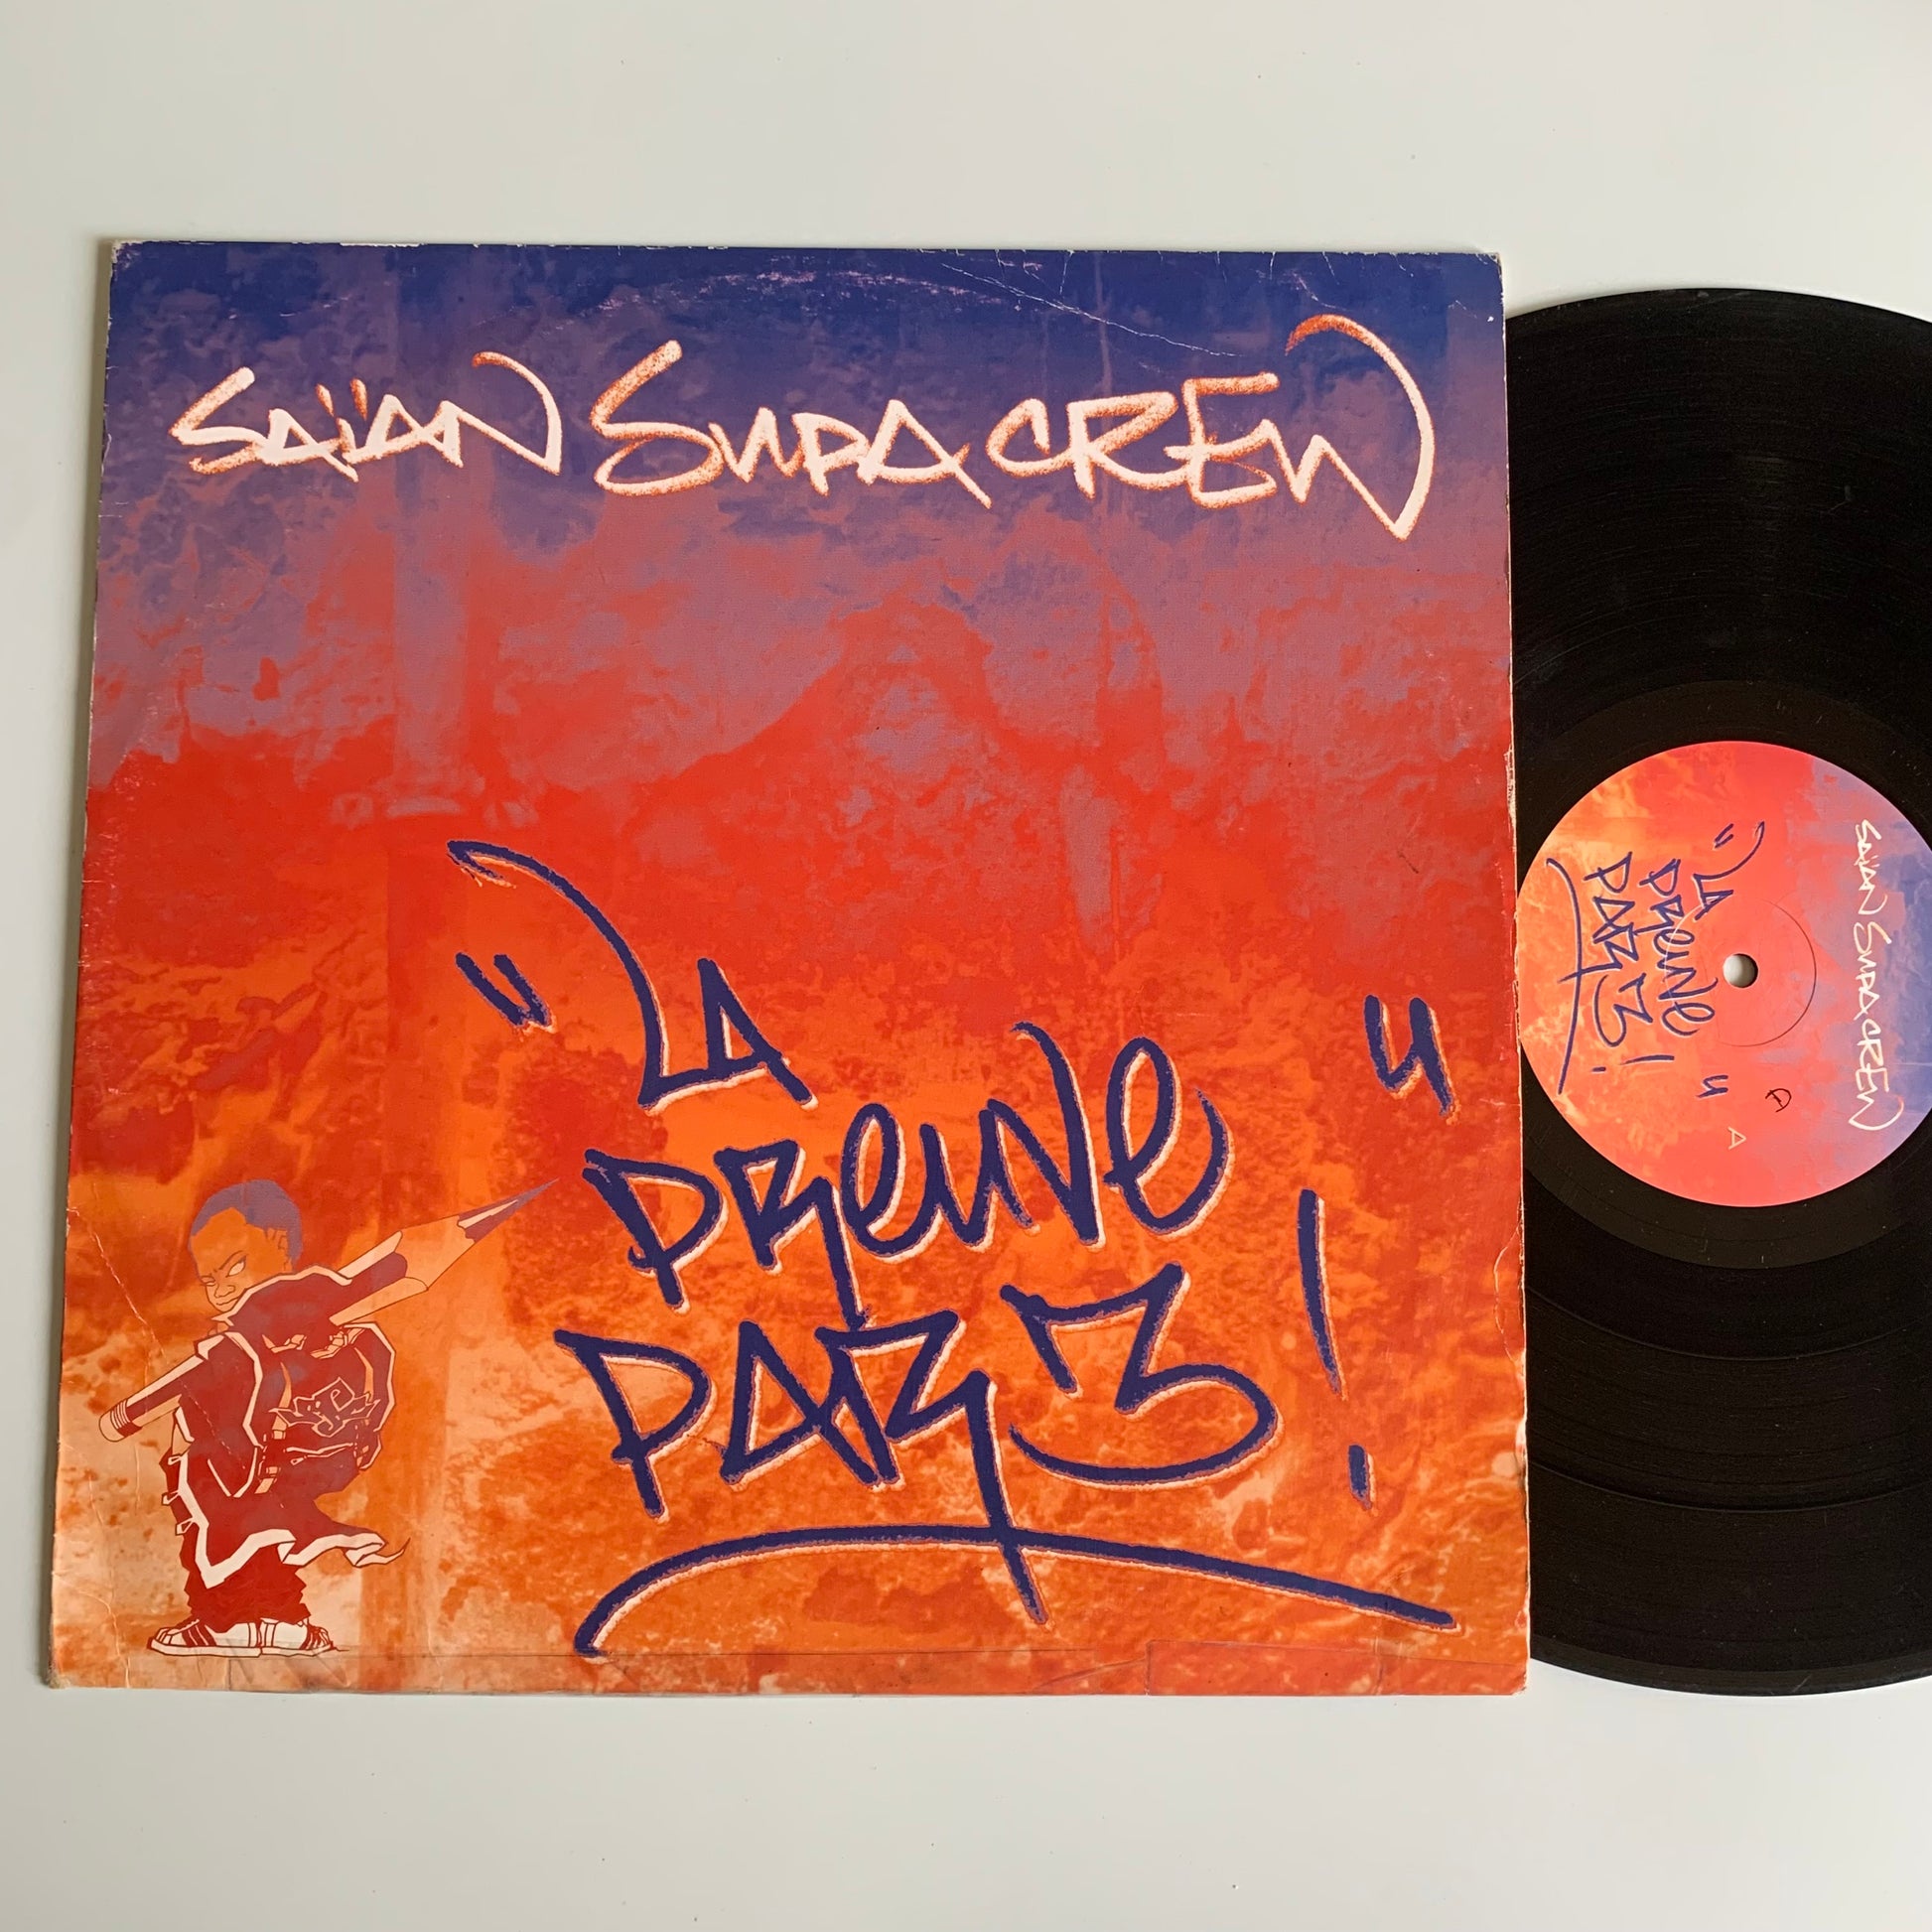 SAÏAN SUPA CREW
"LA
PREUVE
PAR 3! "
SAÏAN SUPA CREW
"LA
PREUVE
PAR 3! "
D
A